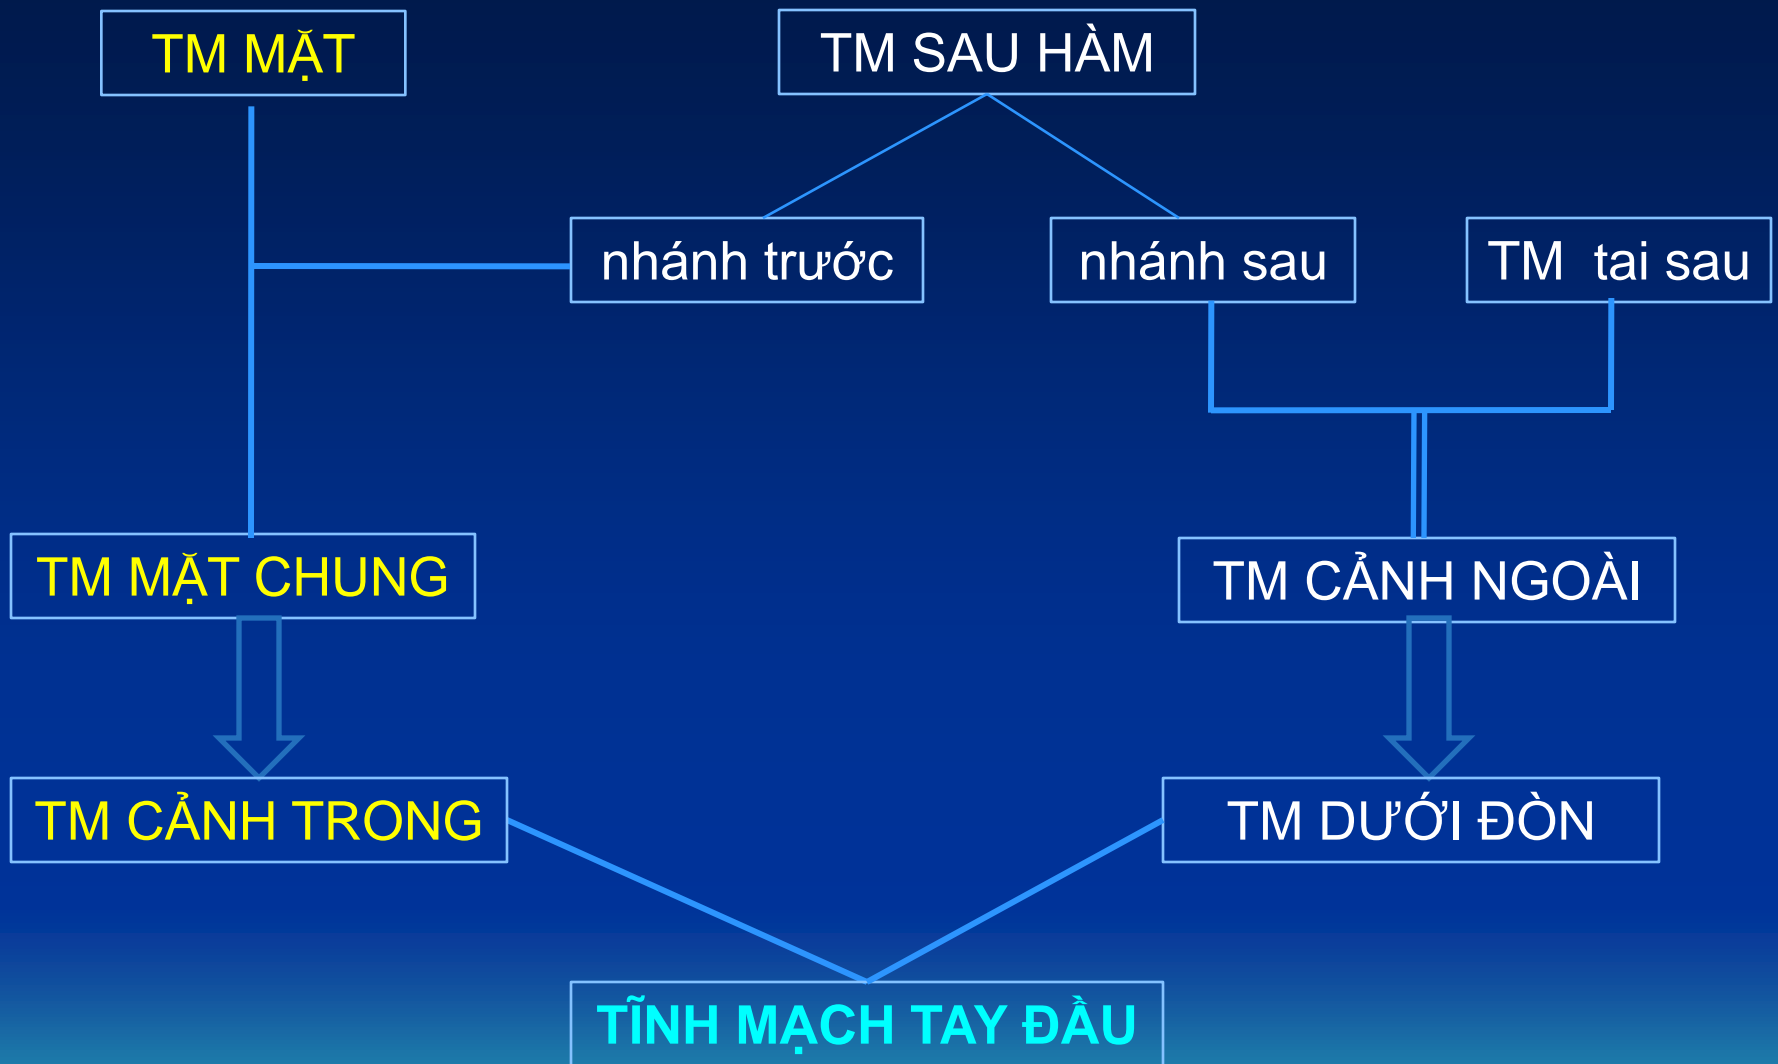 TM MẶT
TM SAU HÀM
nhánh trước
nhánh sau
TM tai sau
TM MẶT CHUNG
TM CẢNH NGOÀI
TM CẢNH TRONG
TM DƯỚI ĐÒN
TĨNH MẠCH TAY ĐẦU